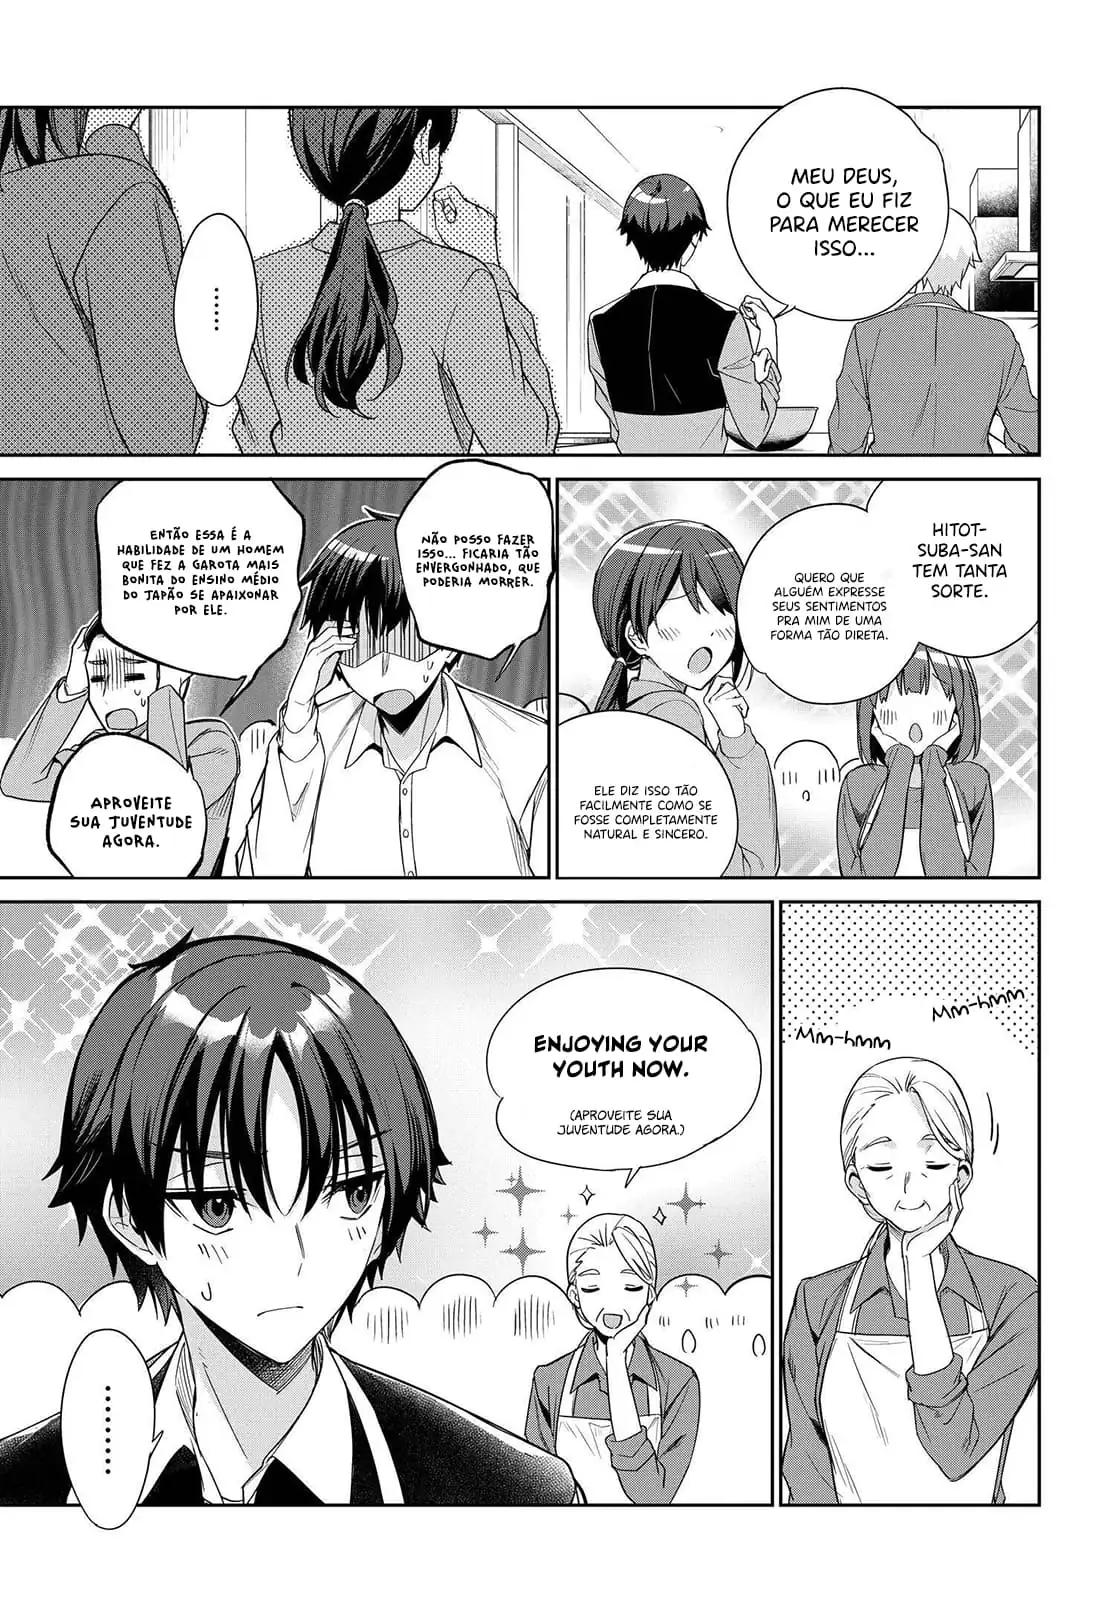 MEU DEUS,
O QUE EU FIZ
PARA MERECER
ISSO...
.......
HITOT-
SUBA-SAN
TEM TANTA
SORTE.
QUERO QUE
ALGUÉM EXPRESSE
SEUS SENTIMENTOS
PRA MIM DE UMA
FORMA TÃO DIRETA.
ELE DIZ ISSO TÃO
FACILMENTE COMO SE
FOSSE COMPLETAMENTE
NATURAL E SINCERO.
NÃO POSSO FAZER
ISSO... FICARIA TÃO
ENVERGONHADO, QUE
PODERIA MORRER.
ENTÃO ESSA É A
HABILIDADE DE UM HOMEM
QUE FEZ A GAROTA MAIS
BONITA DO ENSINO MÉDIO
DO JAPÃO SE APAIXONAR
POR ELE.
APROVEITE
SUA JUVENTUDE
AGORA.
Mm-hmm
Mm-hmm
ENJOYING YOUR
YOUTH NOW.
(APROVEITE SUA
JUVENTUDE AGORA.)
.........